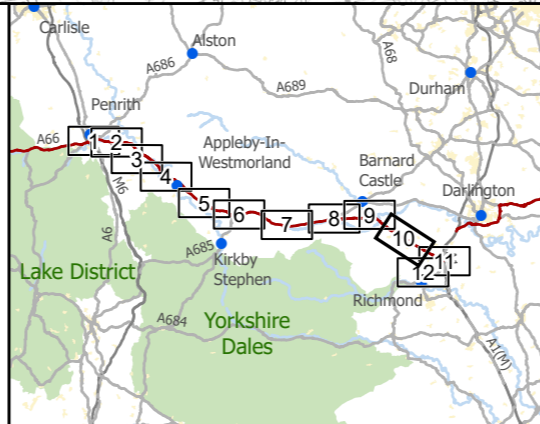 Carlisle
Alston
A68
A686
A689
Durham
Penrith
A66
1
2
3
4
Appleby-In-
Westmorland
Barnard
Castle
Darlington
M6
5
6
7
8
9
10
11
12
A6
A685
Kirkby
Stephen
Lake District
Richmond
A684
Yorkshire
Dales
A1(M)